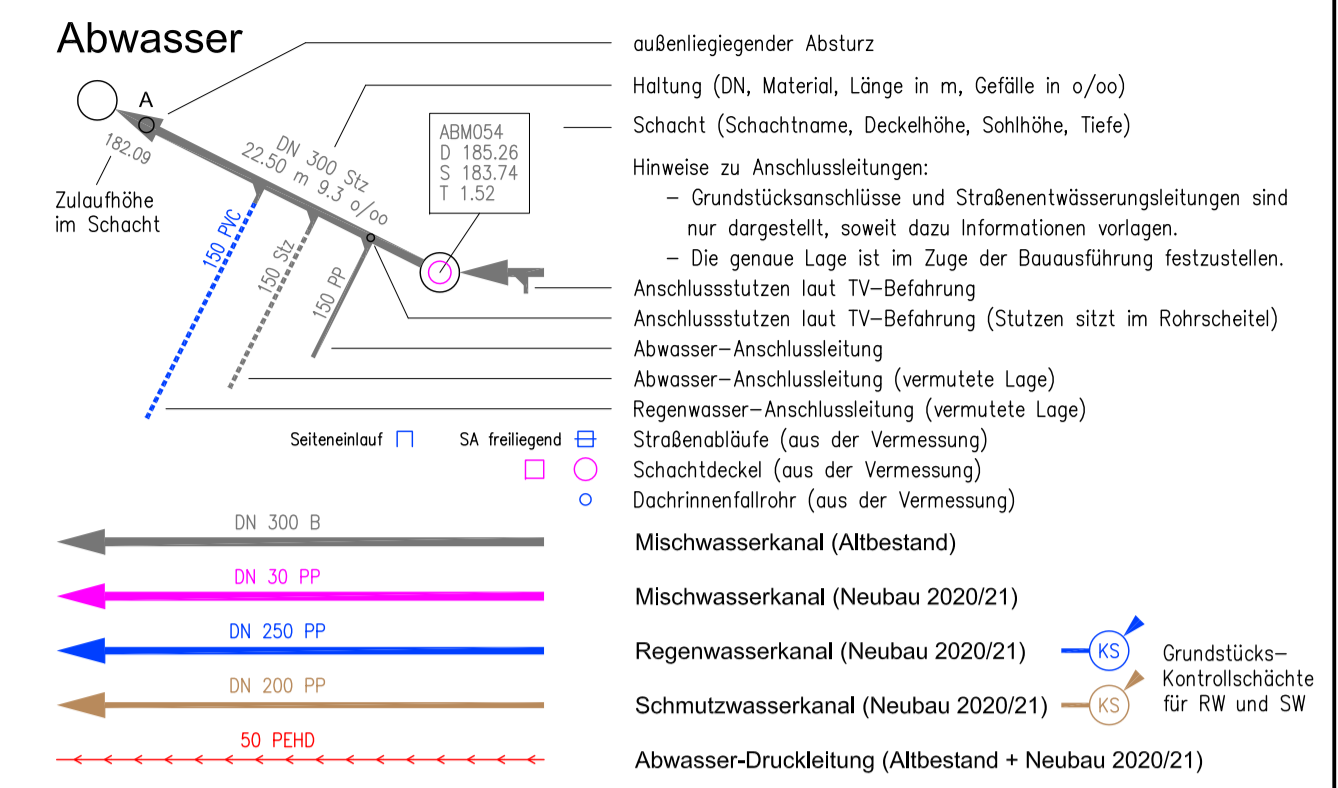 Abwasser
außenliegiegender Absturz
Haltung (DN, Material, Länge in m, Gefälle in o/oo)
Schacht (Schachtname, Deckelhöhe, Sohlhöhe, Tiefe)
A
182.09
DN 300 Stz
22.50 m 9.3 o/oo
ABM054
D 185.26
S 183.74
T 1.52
Zulaufhöhe
im Schacht
150 PVC
150 Stz
150 PP
Hinweise zu Anschlussleitungen:
- Grundstücksanschlüsse und Straßenentwässerungsleitungen sind
nur dargestellt, soweit dazu Informationen vorlagen.
- Die genaue Lage ist im Zuge der Bauausführung festzustellen.
Anschlussstutzen laut TV-Befahrung
Anschlussstutzen laut TV-Befahrung (Stutzen sitzt im Rohrscheitel)
Abwasser-Anschlussleitung
Abwasser-Anschlussleitung (vermutete Lage)
Regenwasser-Anschlussleitung (vermutete Lage)
Seiteneinlauf SA freiliegend Straßenabläufe (aus der Vermessung)
Schachtdeckel (aus der Vermessung)
Dachrinnenfallrohr (aus der Vermessung)
DN 300 B
Mischwasserkanal (Altbestand)
DN 30 PP
Mischwasserkanal (Neubau 2020/21)
DN 250 PP
Regenwasserkanal (Neubau 2020/21)
KS
DN 200 PP
Schmutzwasserkanal (Neubau 2020/21)
KS
Grundstücks-
Kontrollschächte
für RW und SW
50 PEHD
Abwasser-Druckleitung (Altbestand + Neubau 2020/21)